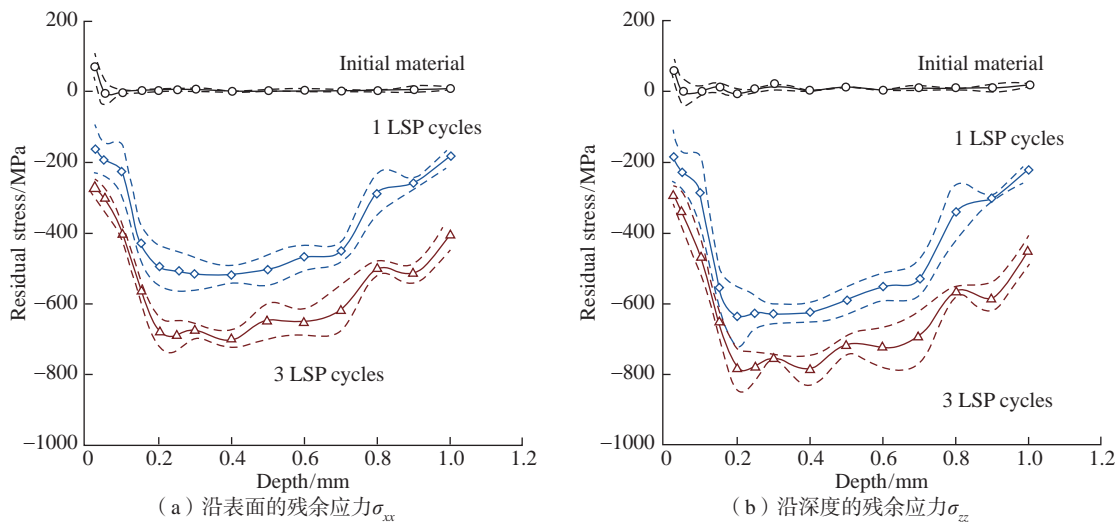 200
0
−200
−400
−600
−800
−1000
Residual stress/MPa
Initial material
1 LSP cycles
3 LSP cycles
0 0.2 0.4 0.6 0.8 1.0 1.2
Depth/mm
（a）沿表面的残余应力σxx
200
0
−200
−400
−600
−800
−1000
Residual stress/MPa
Initial material
1 LSP cycles
3 LSP cycles
0 0.2 0.4 0.6 0.8 1.0 1.2
Depth/mm
（b）沿深度的残余应力σzz